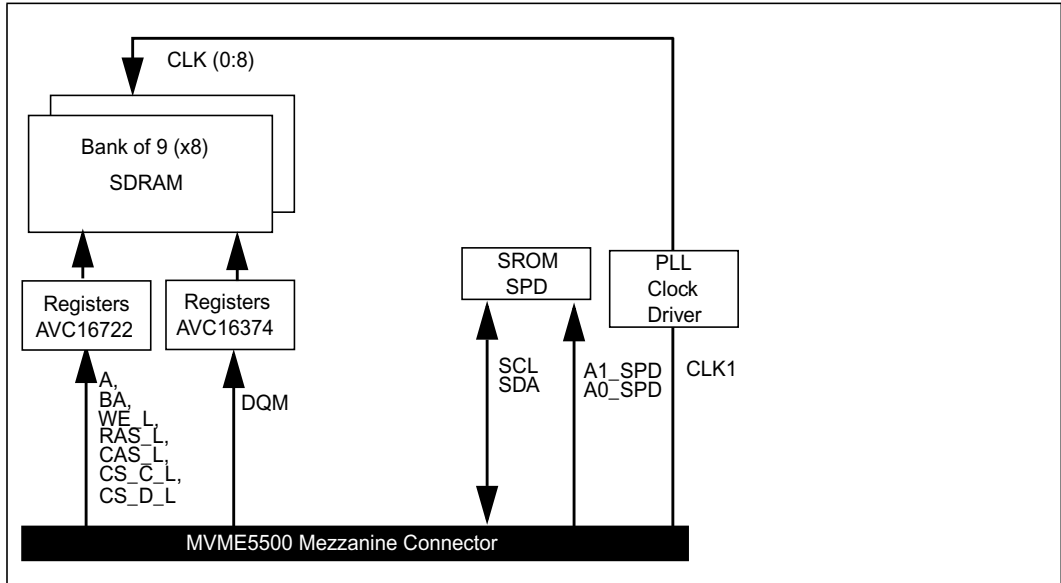 CLK (0:8)
Bank of 9 (x8)
SDRAM
Registers
AVC16722
Registers
AVC16374
SROM
SPD
PLL
Clock
Driver
A,
BA,
WE_L,
RAS_L,
CAS_L,
CS_C_L,
CS_D_L
DQM
SCL
SDA
A1_SPD
A0_SPD
CLK1
MVME5500 Mezzanine Connector